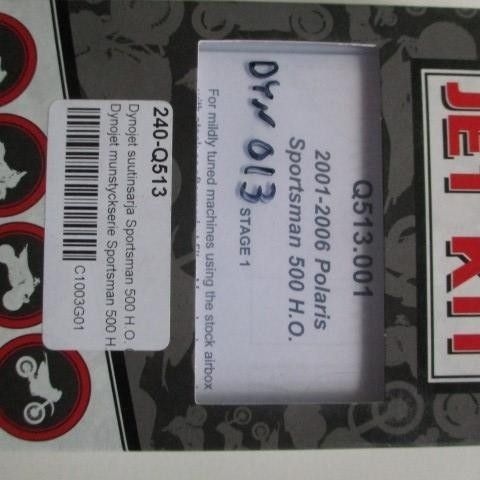 JET KIT
Q513.001
2001-2006 Polaris
Sportsman 500 H.O.
DYN 013 STAGE 1
For mildly tuned machines using the stock airbox
240-Q513
Dynojet suutinsarja Sportsman 500 H.O.
Dynojet munstyckserie Sportsman 500 H.
C1003G01